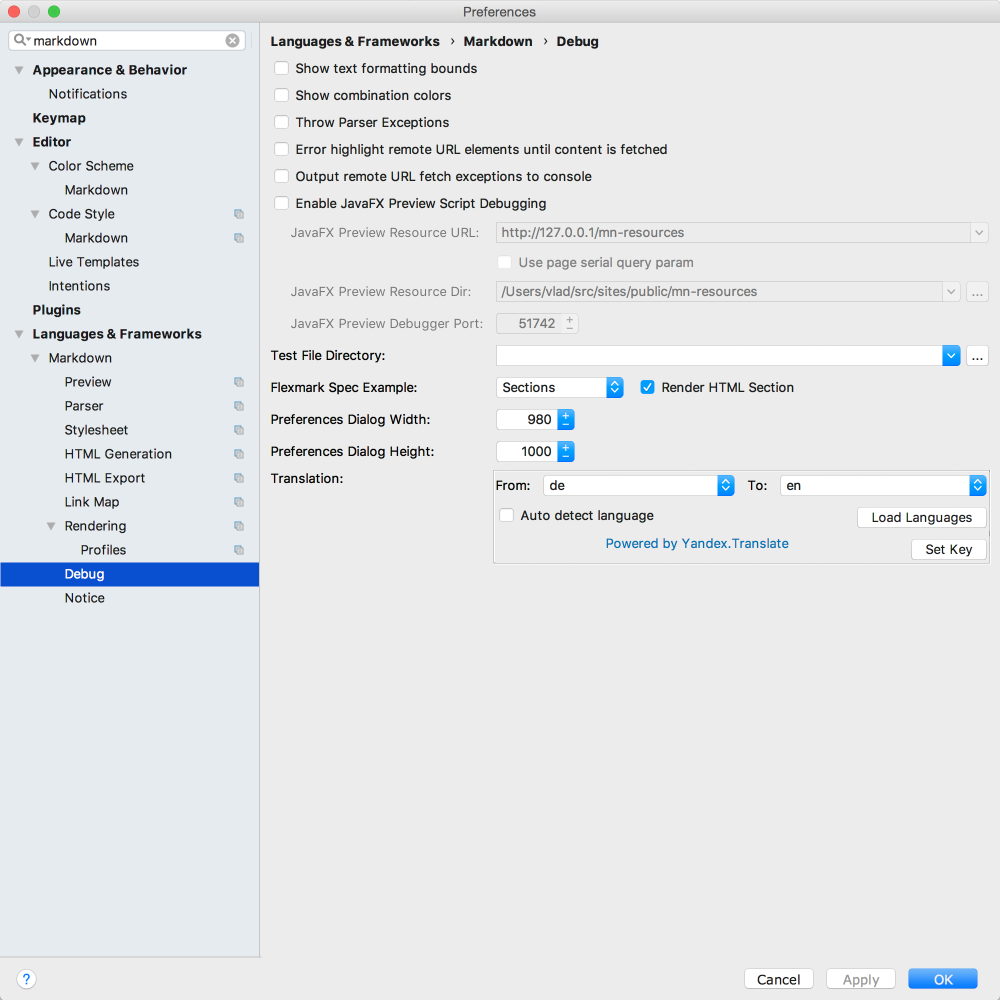 Preferences
markdown
Appearance & Behavior
Notifications
Keymap
Editor
Color Scheme
Markdown
Code Style
Markdown
Live Templates
Intentions
Plugins
Languages & Frameworks
Markdown
Preview
Parser
Stylesheet
HTML Generation
HTML Export
Link Map
Rendering
Profiles
Debug
Notice
Languages & Frameworks › Markdown › Debug
Show text formatting bounds
Show combination colors
Throw Parser Exceptions
Error highlight remote URL elements until content is fetched
Output remote URL fetch exceptions to console
Enable JavaFX Preview Script Debugging
JavaFX Preview Resource URL: http://127.0.0.1/mn-resources
Use page serial query param
JavaFX Preview Resource Dir: /Users/vlad/src/sites/public/mn-resources ...
JavaFX Preview Debugger Port: 51742
Test File Directory: ...
Flexmark Spec Example: Sections Render HTML Section
Preferences Dialog Width: 980
Preferences Dialog Height: 1000
Translation:
From: de To: en
Auto detect language Load Languages
Powered by Yandex.Translate
Set Key
? Cancel Apply OK